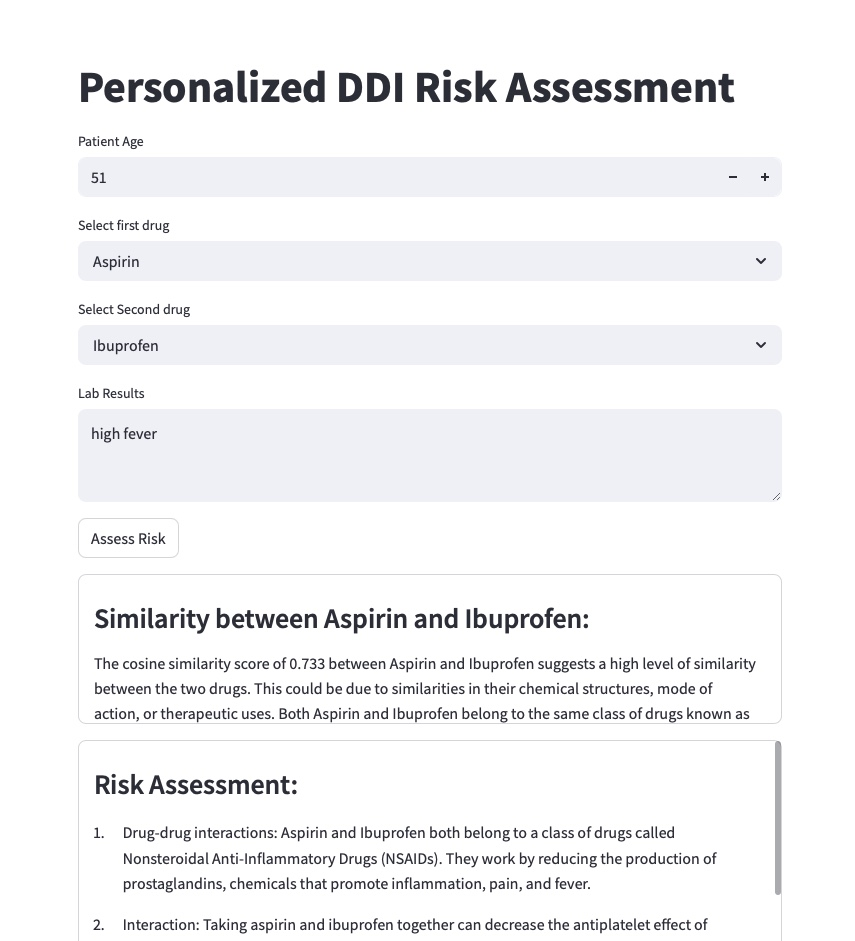 Personalized DDI Risk Assessment
Patient Age
51
Select first drug
Aspirin
Select Second drug
Ibuprofen
Lab Results
high fever
Assess Risk
Similarity between Aspirin and Ibuprofen:
The cosine similarity score of 0.733 between Aspirin and Ibuprofen suggests a high level of similarity
between the two drugs. This could be due to similarities in their chemical structures, mode of
action, or therapeutic uses. Both Aspirin and Ibuprofen belong to the same class of drugs known as
Risk Assessment:
1. Drug-drug interactions: Aspirin and Ibuprofen both belong to a class of drugs called
Nonsteroidal Anti-Inflammatory Drugs (NSAIDs). They work by reducing the production of
prostaglandins, chemicals that promote inflammation, pain, and fever.
2. Interaction: Taking aspirin and ibuprofen together can decrease the antiplatelet effect of